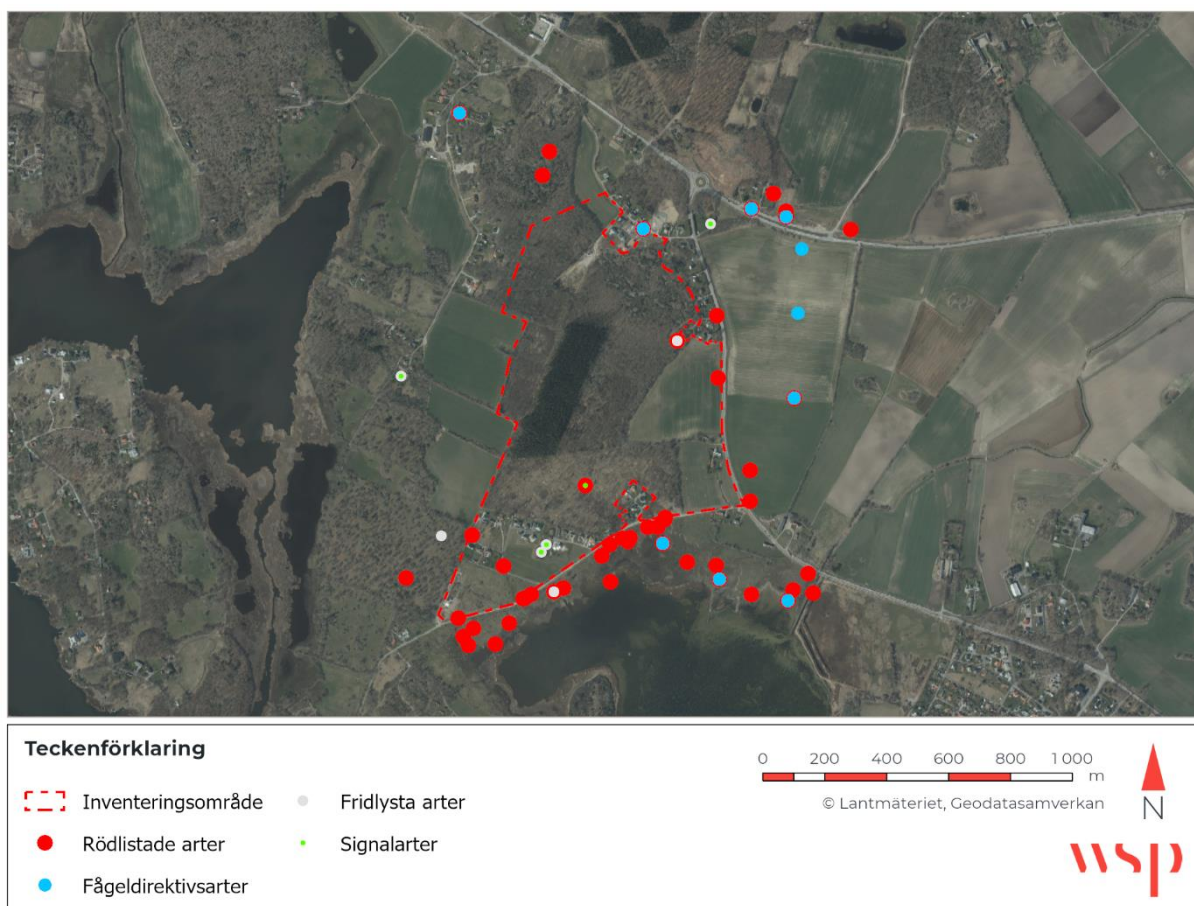 Teckenförklaring
Inventeringsområde
Rödlistade arter
Fågeldirektivsarter
Fridlysta arter
Signalarter
0 200 400 600 800 1 000
m
© Lantmäteriet, Geodatasamverkan
N
wsp